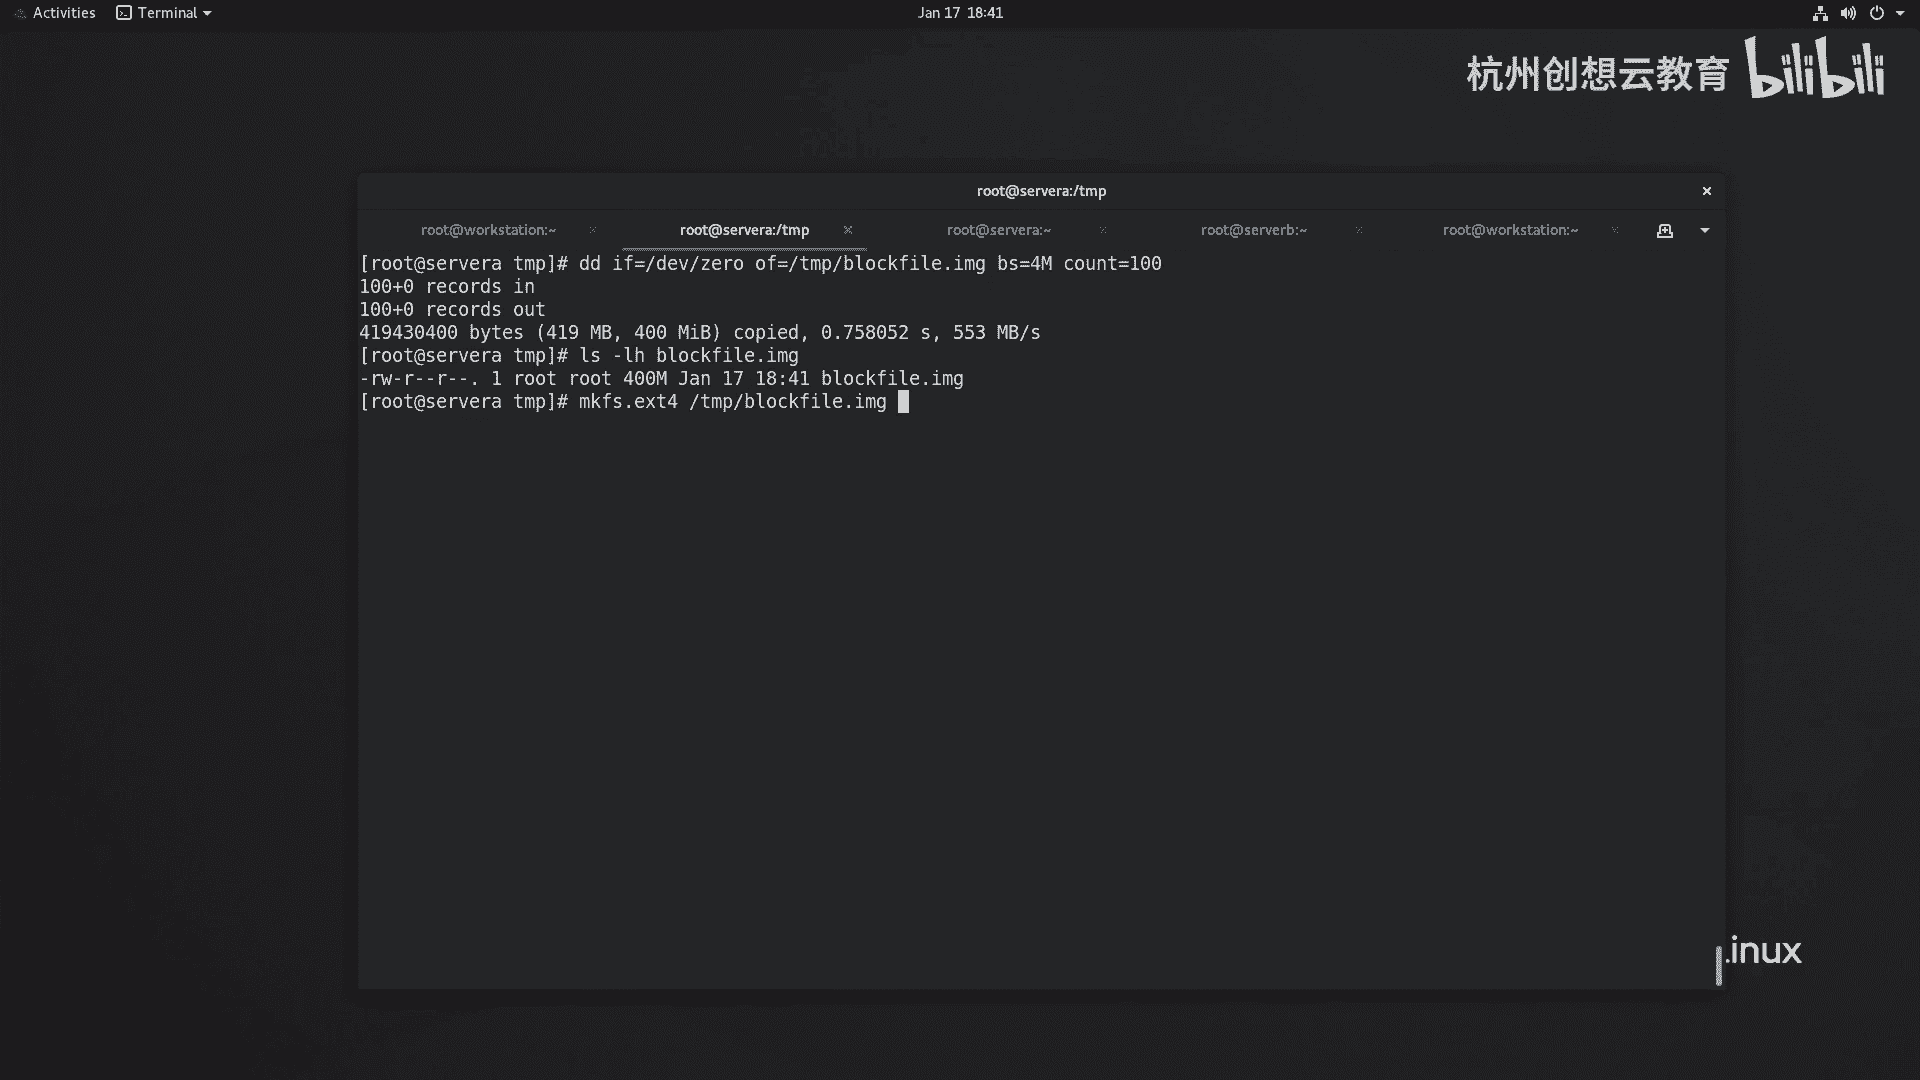 Activities
Terminal
Jan 17 18:41
杭州创想云教育 bilibili
root@servera:/tmp
root@workstation:~
root@servera:/tmp
root@servera:~
root@serverb:~
root@workstation:~
[root@servera tmp]# dd if=/dev/zero of=/tmp/blockfile.img bs=4M count=100
100+0 records in
100+0 records out
419430400 bytes (419 MB, 400 MiB) copied, 0.758052 s, 553 MB/s
[root@servera tmp]# ls -lh blockfile.img
-rw-r--r--. 1 root root 400M Jan 17 18:41 blockfile.img
[root@servera tmp]# mkfs.ext4 /tmp/blockfile.img
inux